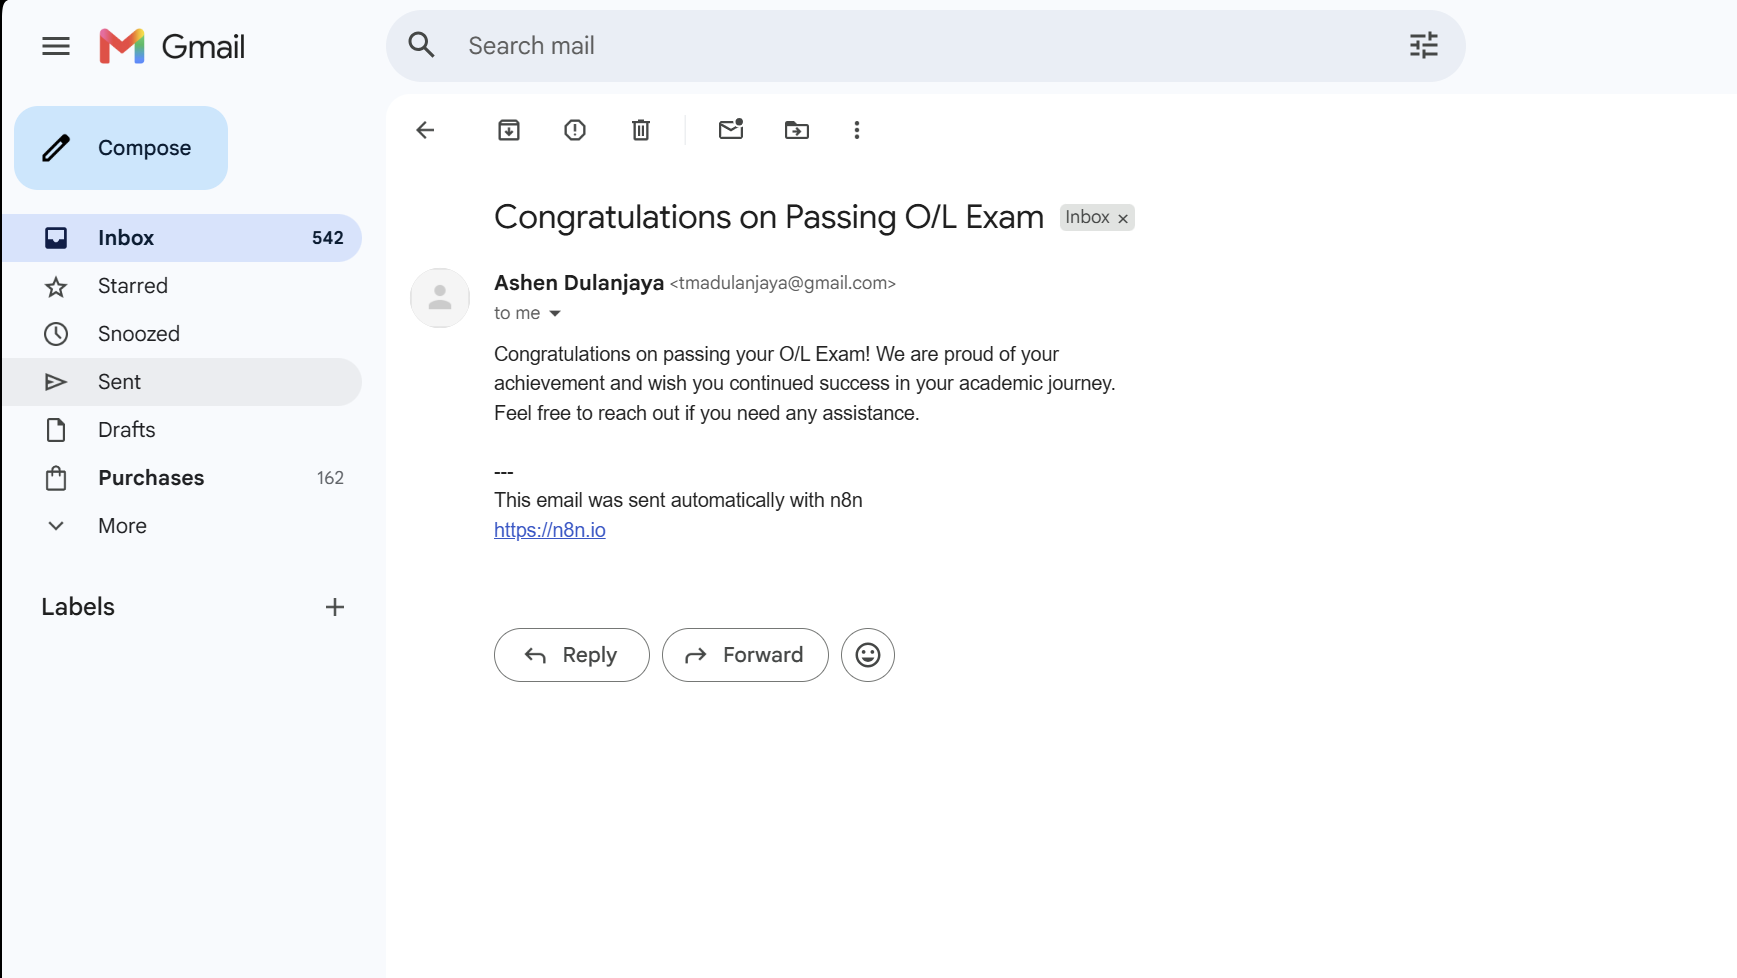 Gmail
Search mail
Compose
Inbox 542
Starred
Snoozed
Sent
Drafts
Purchases 162
More
Labels
Congratulations on Passing O/L Exam Inbox
Ashen Dulanjaya <tmadulanjaya@gmail.com>
to me
Congratulations on passing your O/L Exam! We are proud of your
achievement and wish you continued success in your academic journey.
Feel free to reach out if you need any assistance.
---
This email was sent automatically with n8n
https://n8n.io
Reply Forward